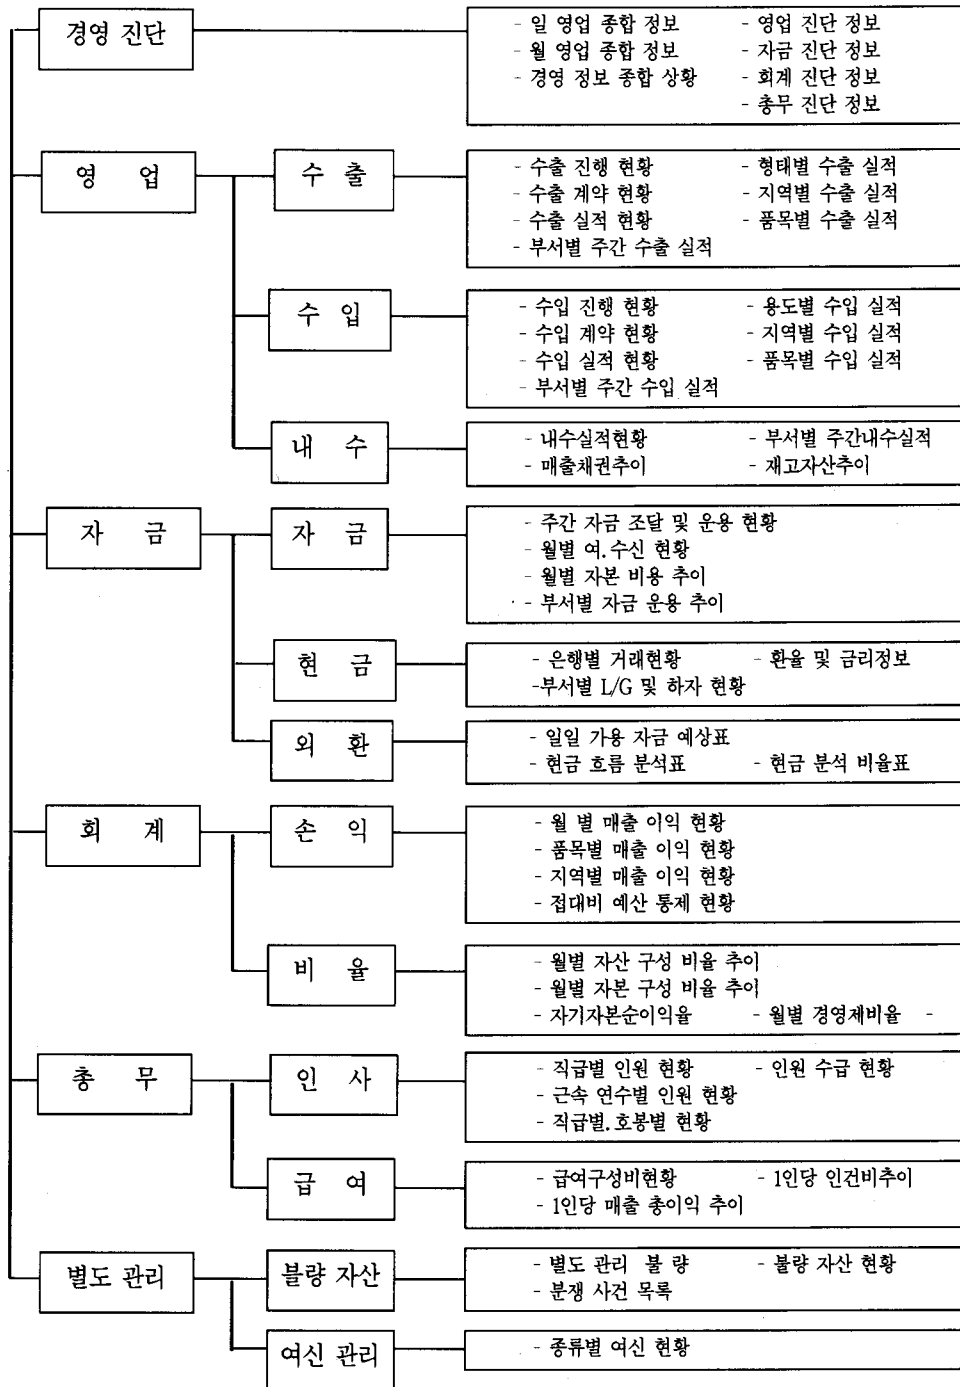 경영 진단
- 일 영업 종합 정보 - 영업 진단 정보
- 월 영업 종합 정보 - 자금 진단 정보
- 경영 정보 종합 상황 - 회계 진단 정보
- 총무 진단 정보
영 업
수 출
- 수출 진행 현황 - 형태별 수출 실적
- 수출 계약 현황 - 지역별 수출 실적
- 수출 실적 현황 - 품목별 수출 실적
- 부서별 주간 수출 실적
수 입
- 수입 진행 현황 - 용도별 수입 실적
- 수입 계약 현황 - 지역별 수입 실적
- 수입 실적 현황 - 품목별 수입 실적
- 부서별 주간 수입 실적
내 수
- 내수실적현황 - 부서별 주간내수실적
- 매출채권추이 - 재고자산추이
자 금
자 금
- 주간 자금 조달 및 운용 현황
- 월별 여.수신 현황
- 월별 자본 비용 추이
- 부서별 자금 운용 추이
현 금
- 은행별 거래현황 - 환율 및 금리정보
-부서별 L/G 및 하자 현황
외 환
- 일일 가용 자금 예상표
- 현금 흐름 분석표 - 현금 분석 비율표
회 계
손 익
- 월 별 매출 이익 현황
- 품목별 매출 이익 현황
- 지역별 매출 이익 현황
- 접대비 예산 통제 현황
비 율
- 월별 자산 구성 비율 추이
- 월별 자본 구성 비율 추이
- 자기자본순이익율 - 월별 경영제비율 -
총 무
인 사
- 직급별 인원 현황 - 인원 수급 현황
- 근속 연수별 인원 현황
- 직급별.호봉별 현황
급 여
- 급여구성비현황 - 1인당 인건비추이
- 1인당 매출 총이익 추이
별도 관리
불량 자산
- 별도 관리 불 량 - 불량 자산 현황
- 분쟁 사건 목록
여신 관리
- 종류별 여신 현황